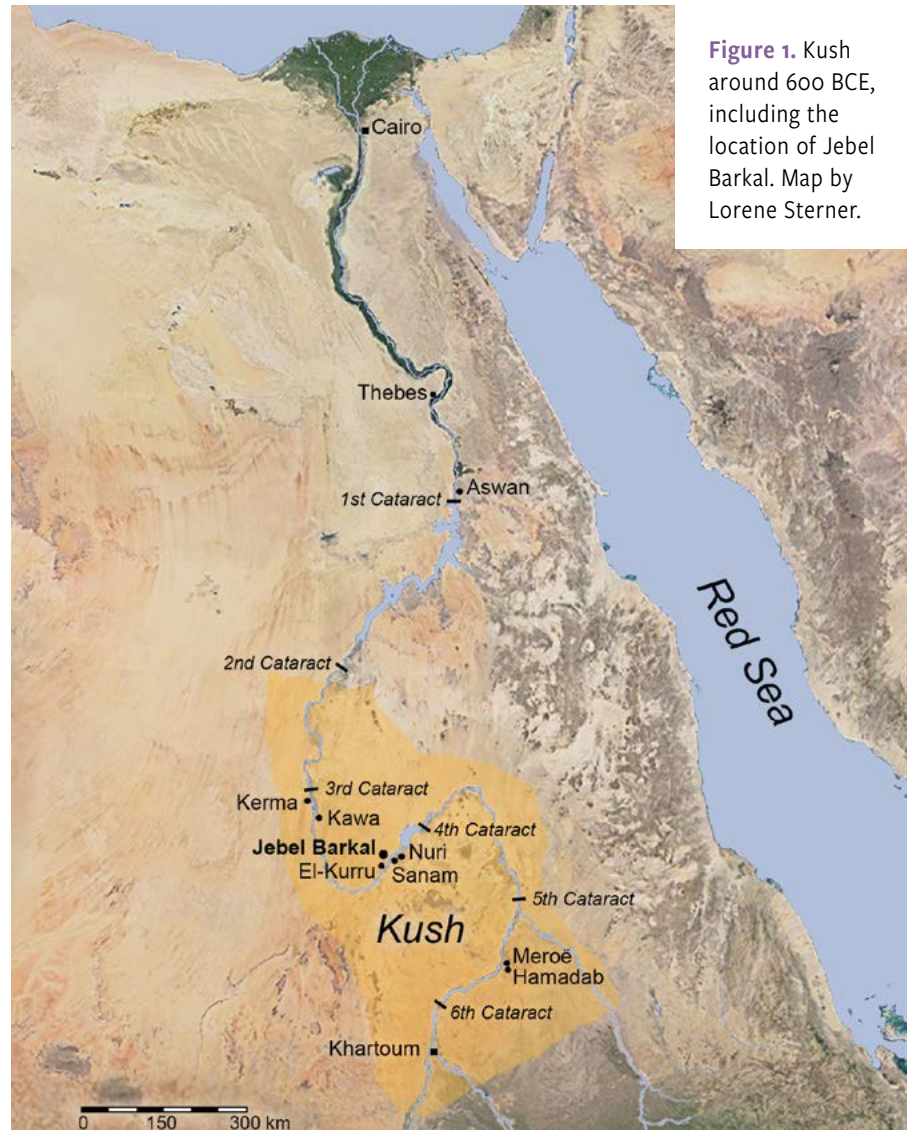 Figure 1. Kush
around 600 BCE,
including the
location of Jebel
Barkal. Map by
Lorene Sterner.
Cairo
Thebes
Aswan
1st Cataract
Red Sea
2nd Cataract
3rd Cataract
Kerma
Kawa
4th Cataract
Jebel Barkal
Nuri
El-Kurru
Sanam
5th Cataract
Kush
Meroë
Hamadab
6th Cataract
Khartoum
0 150 300 km